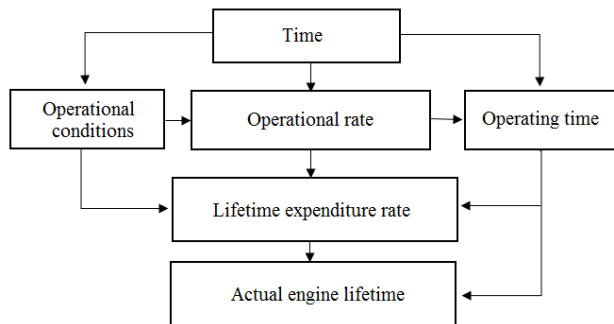 Time
Operational
conditions
Operational rate
Operating time
Lifetime expenditure rate
Actual engine lifetime